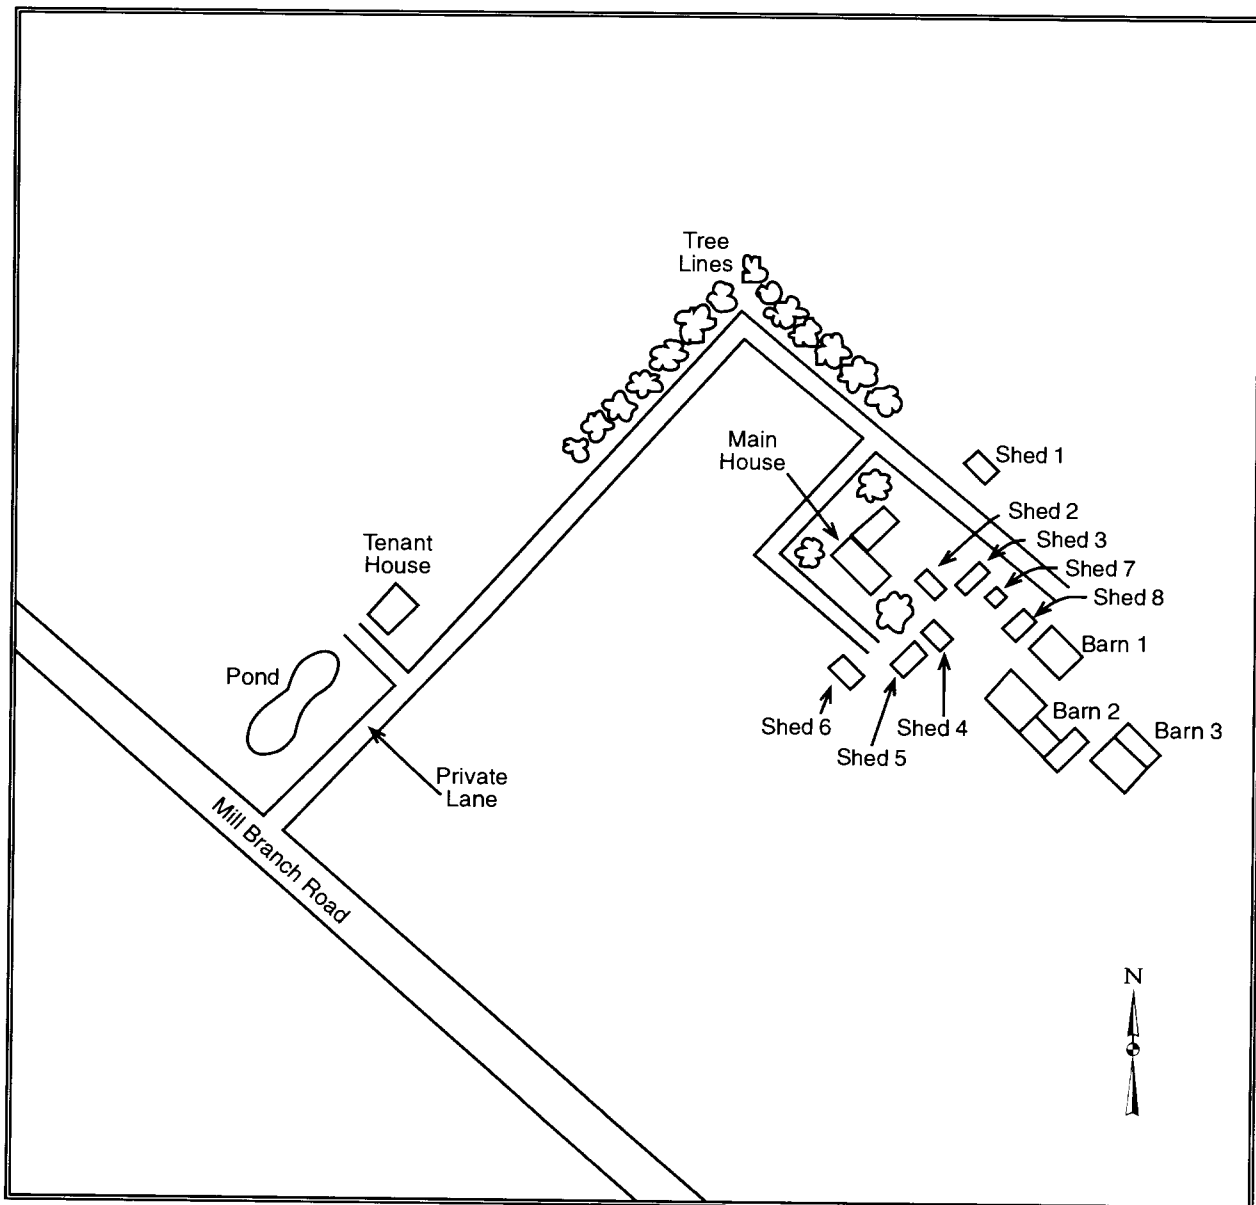 Tree
Lines
Main
House
Shed 1
Shed 2
Shed 3
Tenant
House
Shed 7
Shed 8
Barn 1
Pond
Barn 2
Shed 6
Shed 4
Barn 3
Shed 5
Private
Lane
Mill Branch Road
N